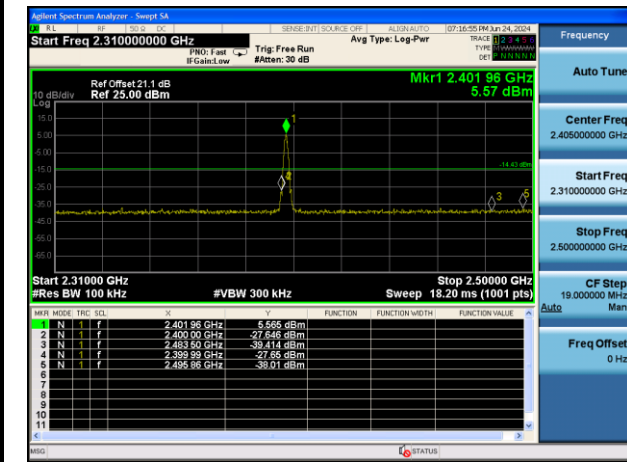 Agilent Spectrum Analyzer - Swept SA
RL RF 50 Ω DC SENSE:INT SOURCE OFF ALIGN AUTO 07:16:55 PM Jun 24, 2024
Start Freq 2.310000000 GHz
PNO: Fast
IFGain:Low
Trig: Free Run
#Atten: 30 dB
Avg Type: Log-Pwr
TRACE 1 2 3 4 5 6
TYPE
DET P N N N N N
Frequency
Auto Tune
Center Freq
2.405000000 GHz
Start Freq
2.310000000 GHz
Stop Freq
2.500000000 GHz
CF Step
19.000000 MHz
Auto Man
Freq Offset
0 Hz
Ref Offset 21.1 dB
10 dB/div Ref 25.00 dBm
Log
Mkr1 2.401 96 GHz
5.57 dBm
15.0
5.00
-5.00
-15.0
-25.0
-35.0
-45.0
-55.0
-65.0
1
-14.43 dBm
3
5
Start 2.31000 GHz Stop 2.50000 GHz
#Res BW 100 kHz #VBW 300 kHz Sweep 18.20 ms (1001 pts)
MKR MODE TRC SCL X Y FUNCTION FUNCTION WIDTH FUNCTION VALUE
1 N 1 f 2.401 96 GHz 5.565 dBm
2 N 1 f 2.400 00 GHz -27.646 dBm
3 N 1 f 2.483 50 GHz -39.414 dBm
4 N 1 f 2.399 99 GHz -27.65 dBm
5 N 1 f 2.495 86 GHz -38.01 dBm
6
7
8
9
10
11
MSG STATUS